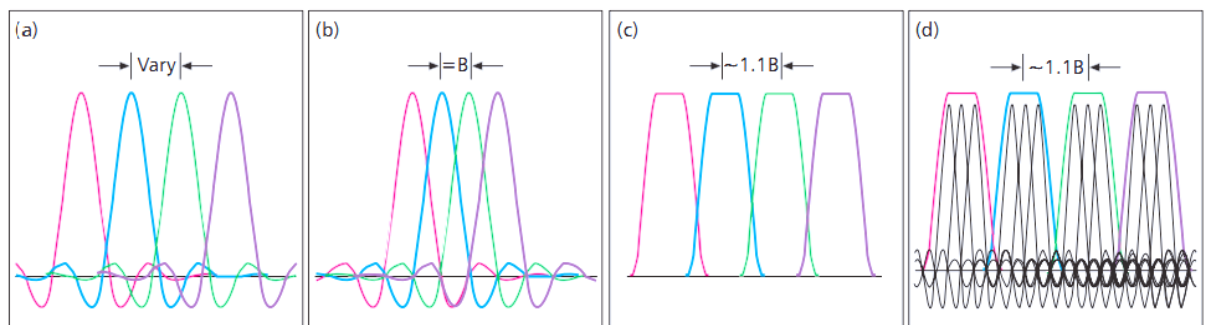 (a)
Vary
(b)
=B
(c)
~1.1B
(d)
~1.1B